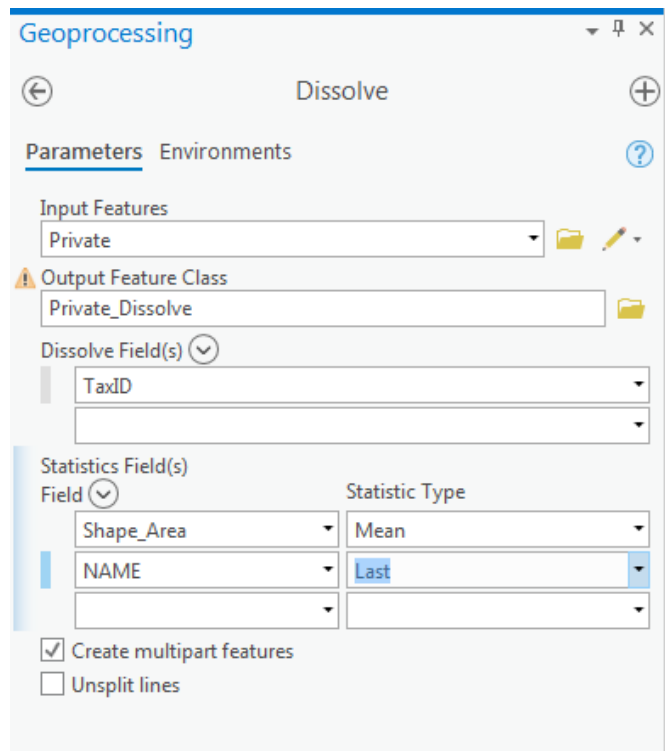 Geoprocessing
Dissolve
Parameters Environments
Input Features
Private
Output Feature Class
Private_Dissolve
Dissolve Field(s)
TaxID
Statistics Field(s)
Field Statistic Type
Shape_Area Mean
NAME Last
Create multipart features
Unsplit lines